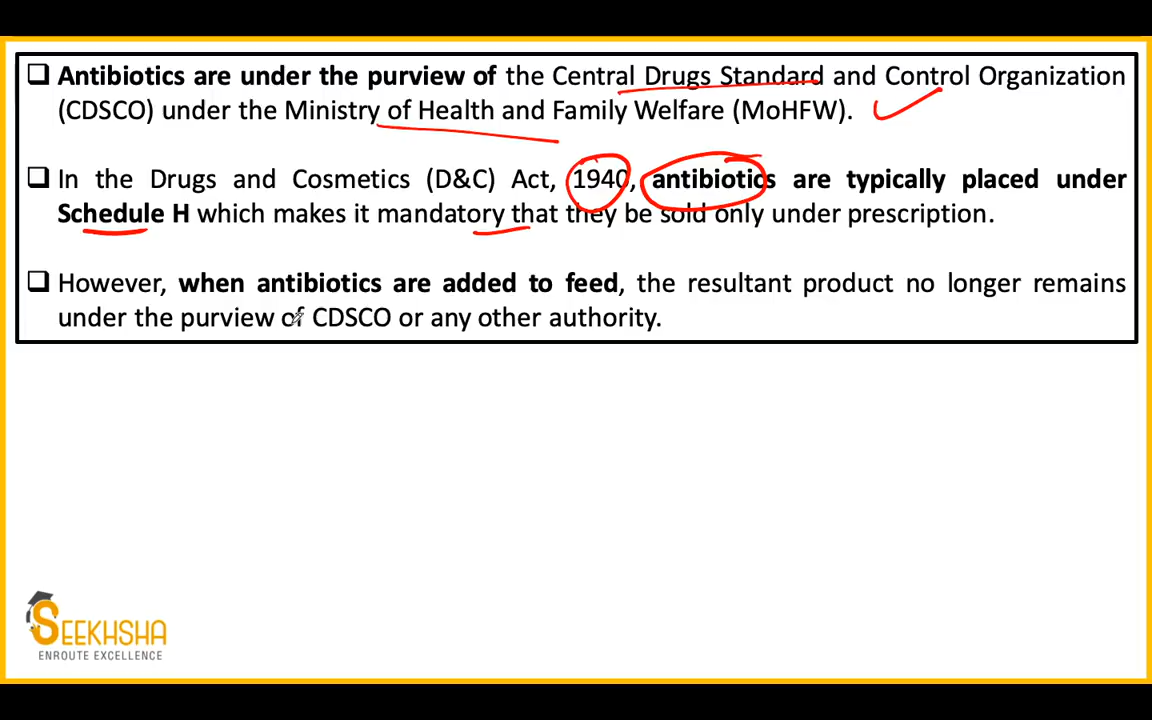 ❑ Antibiotics are under the purview of the Central Drugs Standard and Control Organization
(CDSCO) under the Ministry of Health and Family Welfare (MoHFW).
❑ In the Drugs and Cosmetics (D&C) Act, 1940, antibiotics are typically placed under
Schedule H which makes it mandatory that they be sold only under prescription.
❑ However, when antibiotics are added to feed, the resultant product no longer remains
under the purview of CDSCO or any other authority.
SEEKHSHA
ENROUTE EXCELLENCE